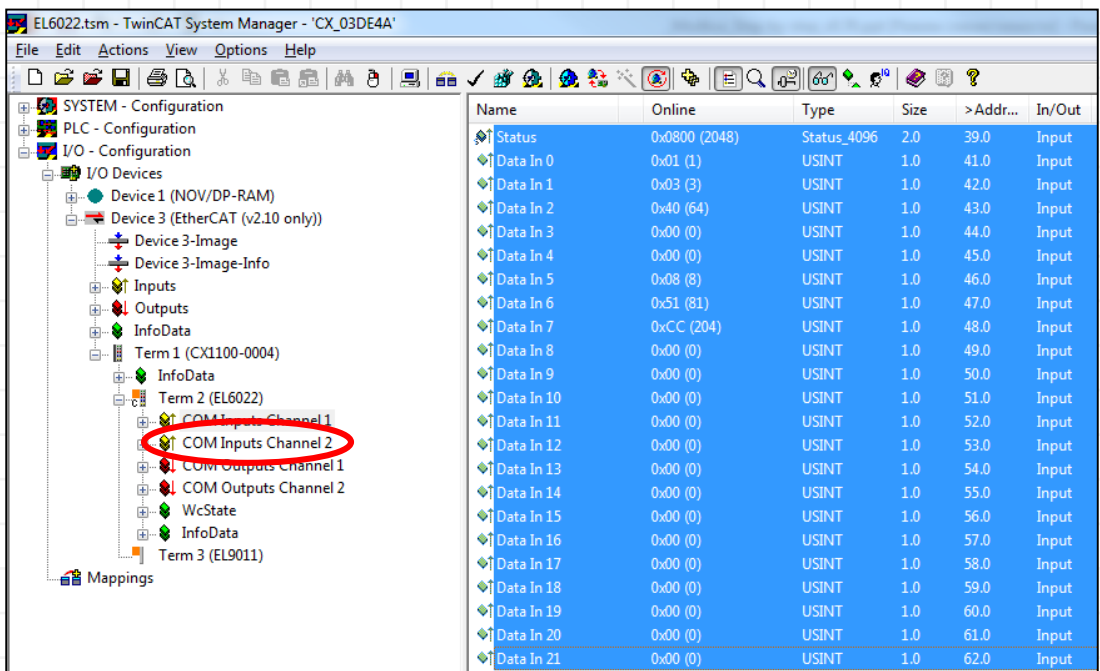 EL6022.tsm - TwinCAT System Manager - 'CX_03DE4A'
File Edit Actions View Options Help
SYSTEM - Configuration
PLC - Configuration
I/O - Configuration
I/O Devices
Device 1 (NOV/DP-RAM)
Device 3 (EtherCAT (v2.10 only))
Device 3-Image
Device 3-Image-Info
Inputs
Outputs
InfoData
Term 1 (CX1100-0004)
InfoData
Term 2 (EL6022)
COM Inputs Channel 1
COM Inputs Channel 2
COM Outputs Channel 1
COM Outputs Channel 2
WcState
InfoData
Term 3 (EL9011)
Mappings
Name Online Type Size >Addr... In/Out
Status 0x0800 (2048) Status_4096 2.0 39.0 Input
Data In 0 0x01 (1) USINT 1.0 41.0 Input
Data In 1 0x03 (3) USINT 1.0 42.0 Input
Data In 2 0x40 (64) USINT 1.0 43.0 Input
Data In 3 0x00 (0) USINT 1.0 44.0 Input
Data In 4 0x00 (0) USINT 1.0 45.0 Input
Data In 5 0x08 (8) USINT 1.0 46.0 Input
Data In 6 0x51 (81) USINT 1.0 47.0 Input
Data In 7 0xCC (204) USINT 1.0 48.0 Input
Data In 8 0x00 (0) USINT 1.0 49.0 Input
Data In 9 0x00 (0) USINT 1.0 50.0 Input
Data In 10 0x00 (0) USINT 1.0 51.0 Input
Data In 11 0x00 (0) USINT 1.0 52.0 Input
Data In 12 0x00 (0) USINT 1.0 53.0 Input
Data In 13 0x00 (0) USINT 1.0 54.0 Input
Data In 14 0x00 (0) USINT 1.0 55.0 Input
Data In 15 0x00 (0) USINT 1.0 56.0 Input
Data In 16 0x00 (0) USINT 1.0 57.0 Input
Data In 17 0x00 (0) USINT 1.0 58.0 Input
Data In 18 0x00 (0) USINT 1.0 59.0 Input
Data In 19 0x00 (0) USINT 1.0 60.0 Input
Data In 20 0x00 (0) USINT 1.0 61.0 Input
Data In 21 0x00 (0) USINT 1.0 62.0 Input